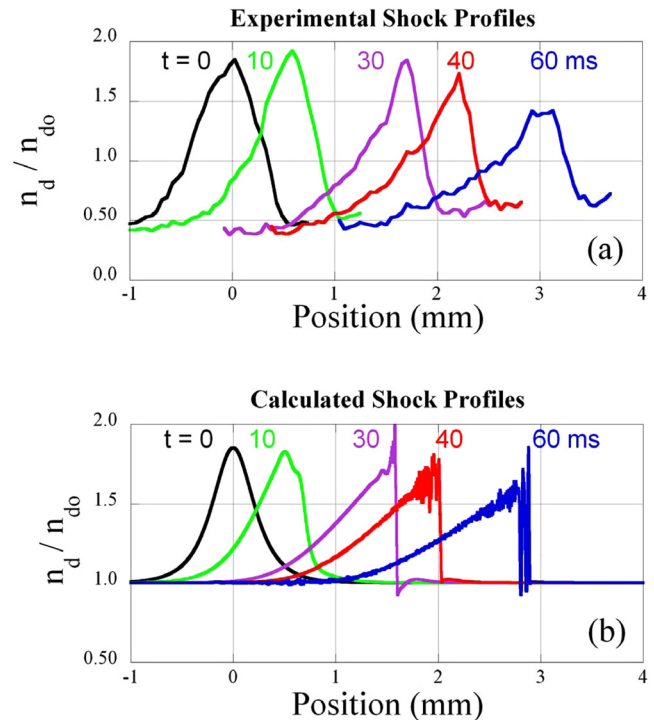 Experimental Shock Profiles
2.0
t = 0
10
30
40
60 ms
1.5
1.0
0.50
0.0
n_d / n_do
(a)
-1
0
1
2
3
4
Position (mm)
Calculated Shock Profiles
2.0
t = 0
10
30
40
60 ms
1.5
1.0
0.50
n_d / n_do
(b)
-1
0
1
2
3
4
Position (mm)